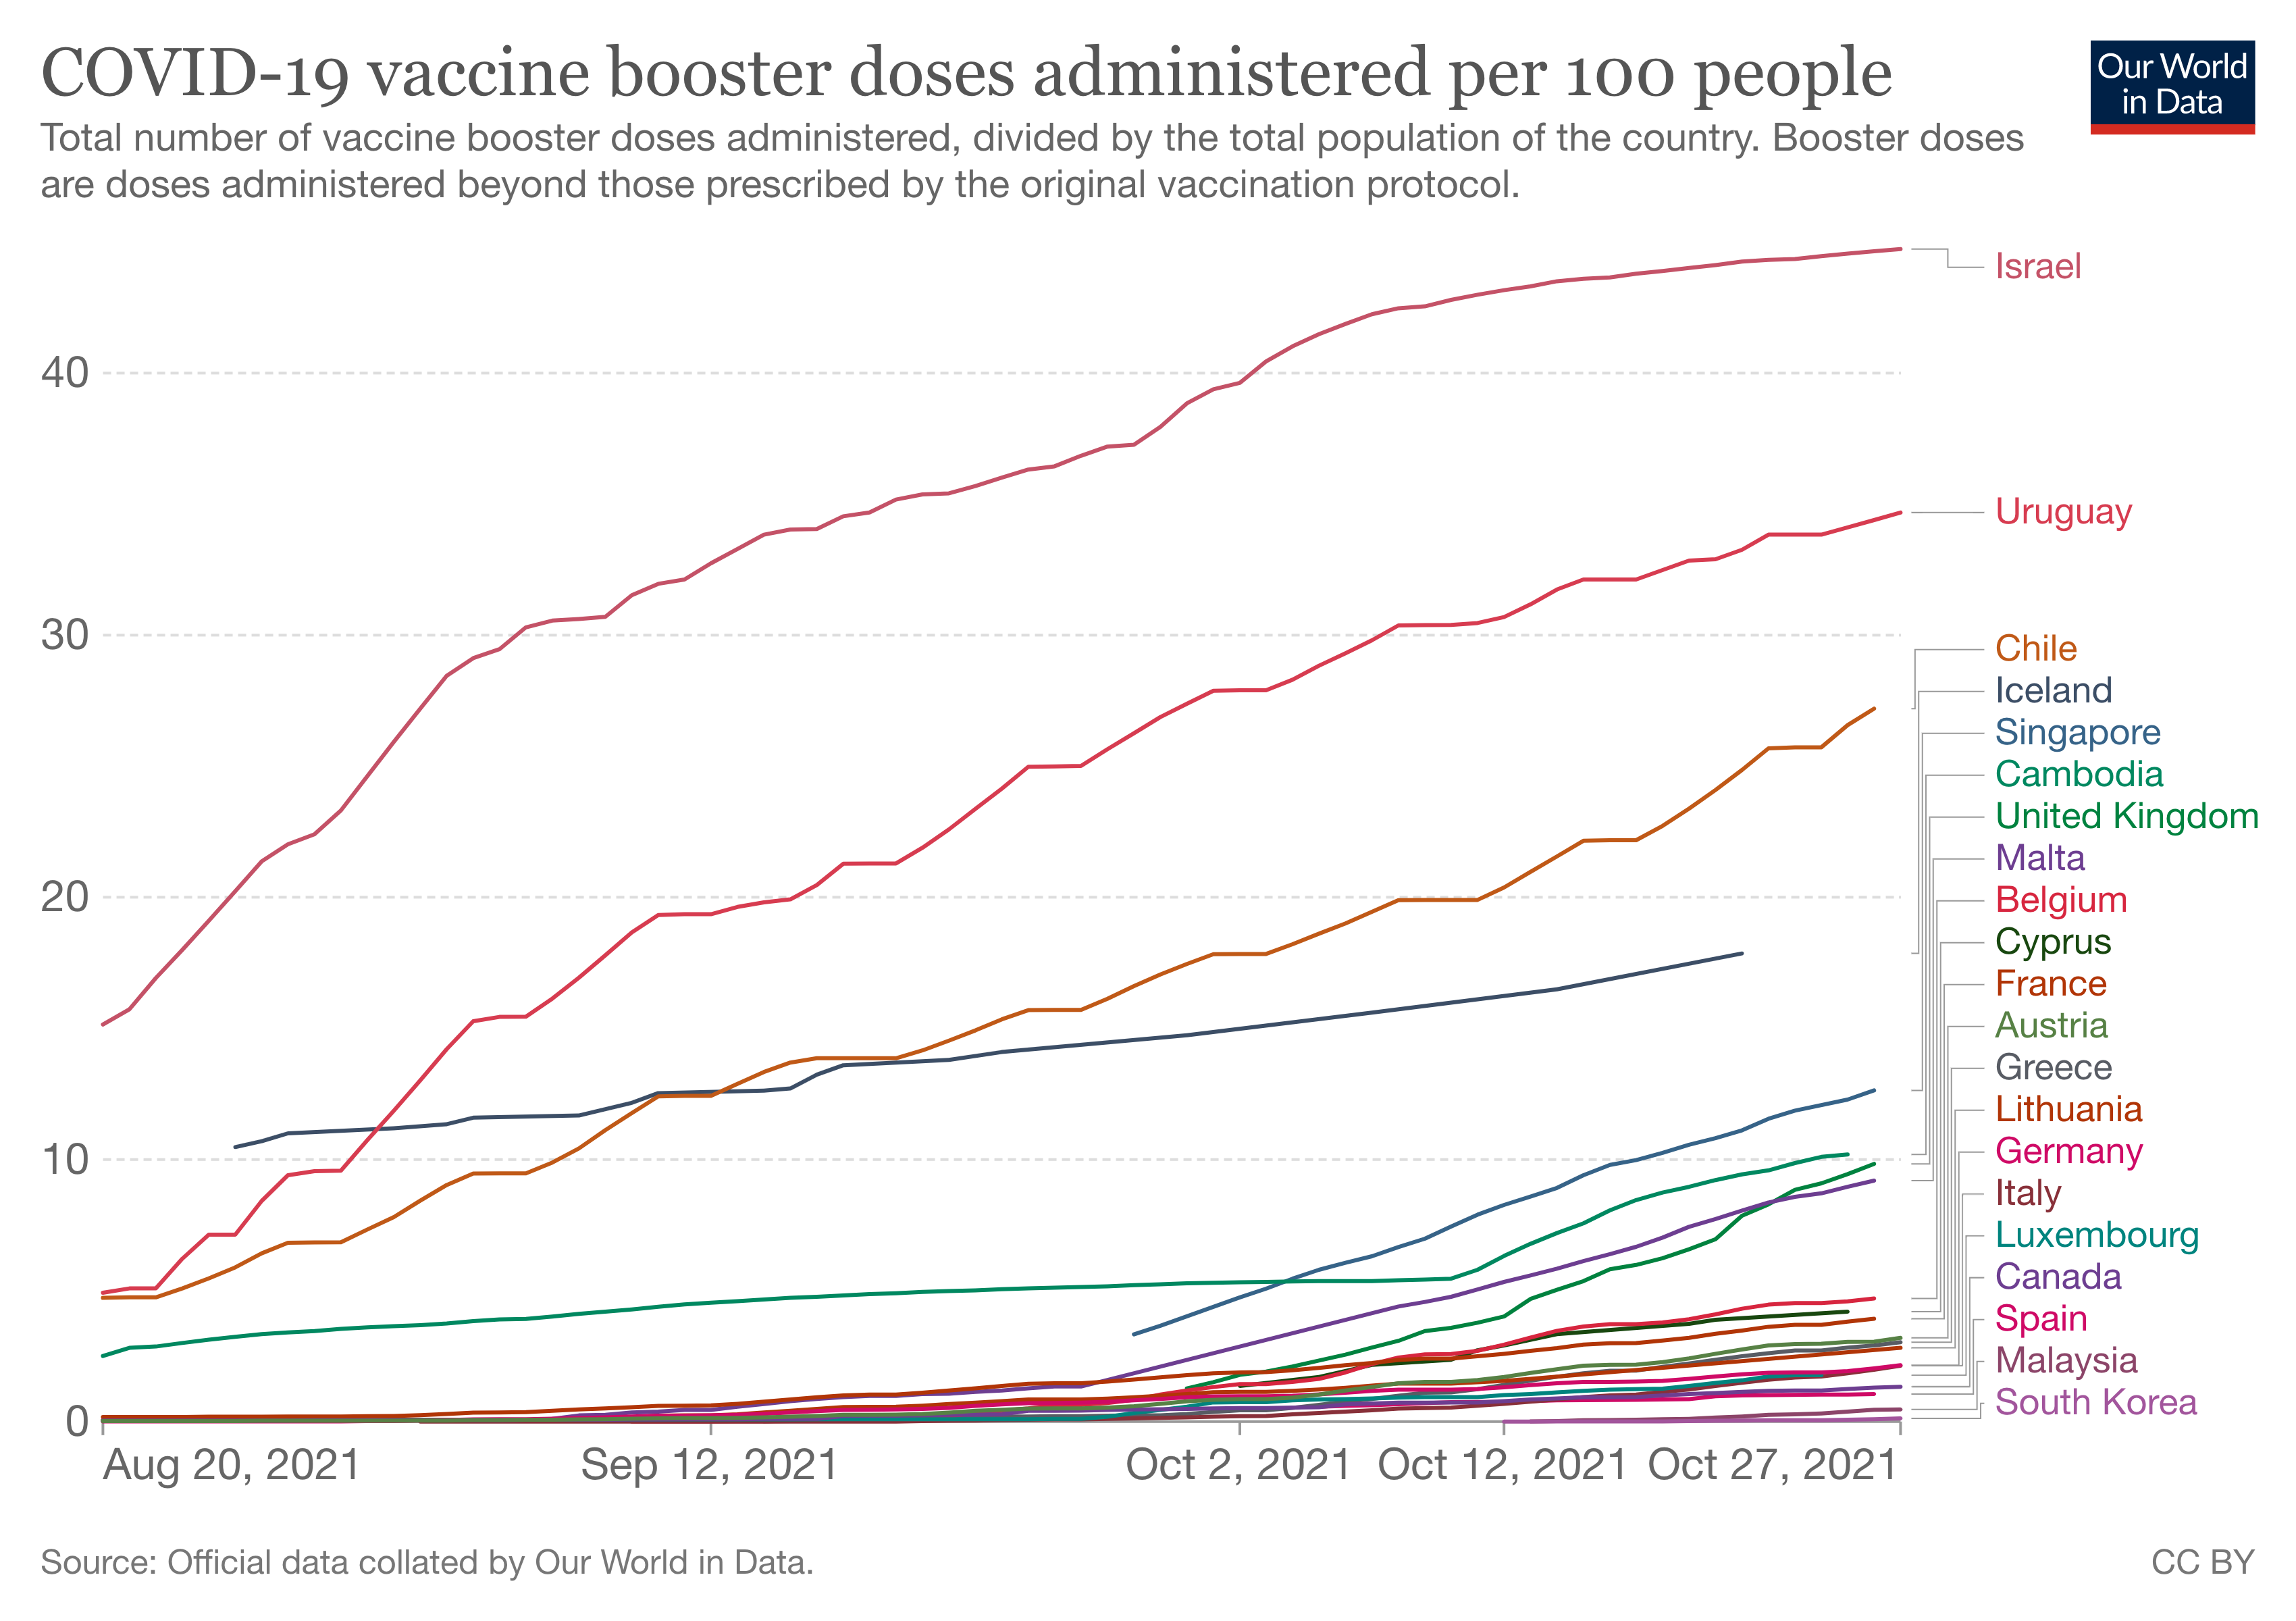 COVID-19 vaccine booster doses administered per 100 people
Our World
in Data
Total number of vaccine booster doses administered, divided by the total population of the country. Booster doses
are doses administered beyond those prescribed by the original vaccination protocol.
Israel
40
Uruguay
30
Chile
Iceland
Singapore
Cambodia
United Kingdom
Malta
20
Belgium
Cyprus
France
Austria
Greece
Lithuania
10
Germany
Italy
Luxembourg
Canada
Spain
Malaysia
South Korea
0
Aug 20, 2021
Sep 12, 2021
Oct 2, 2021
Oct 12, 2021
Oct 27, 2021
Source: Official data collated by Our World in Data.
CC BY